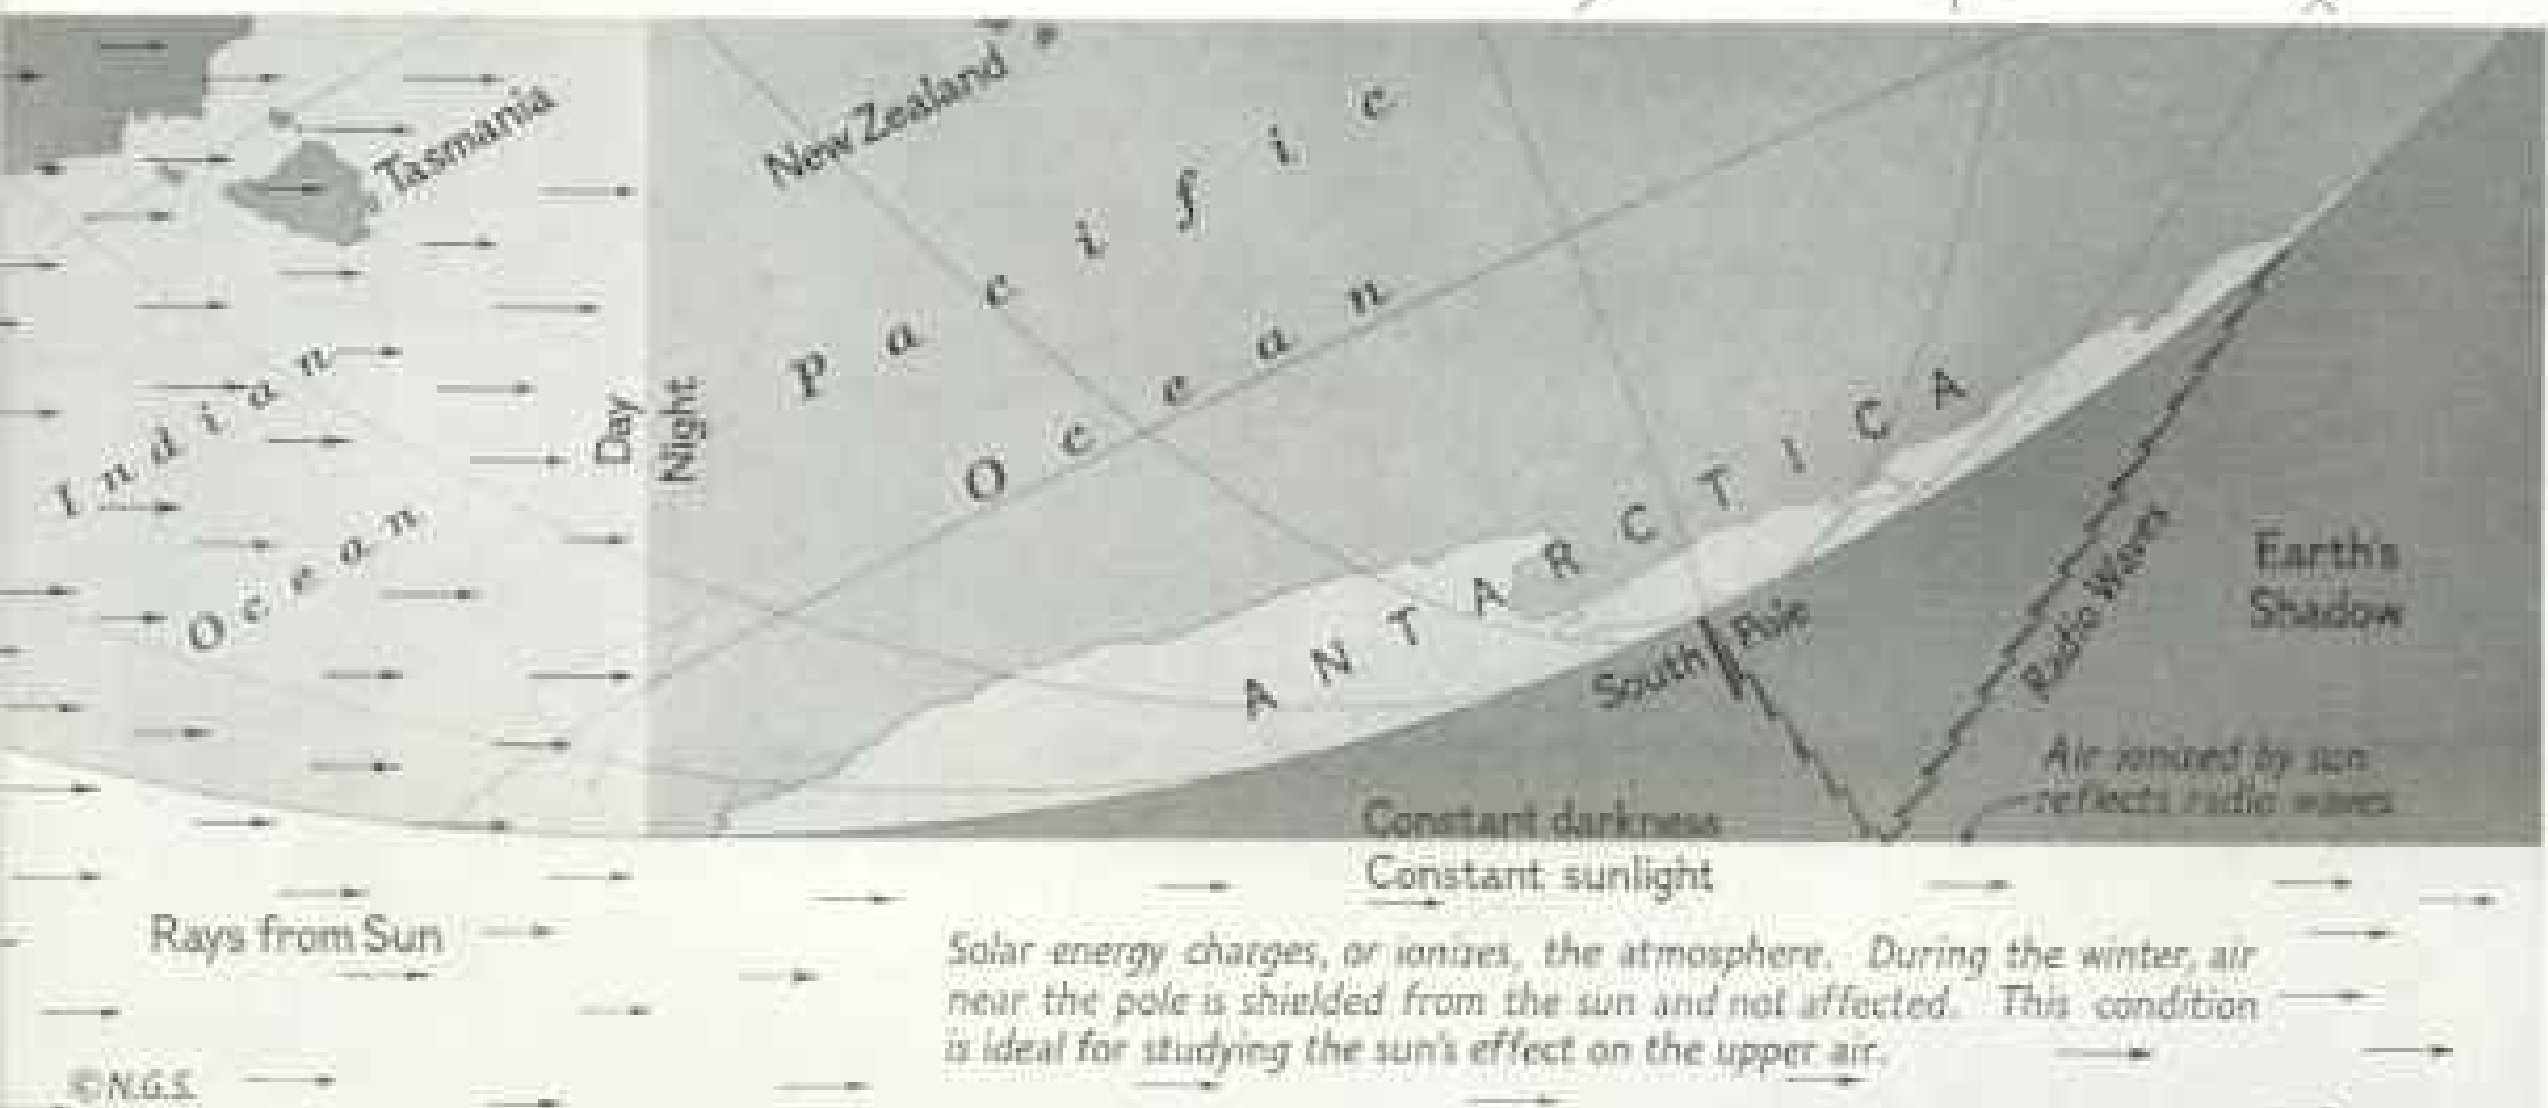 Tasmania
New Zealand
Pacific
Ocean
Indian
Ocean
Day
Night
ANTARCTICA
South Pole
Radio Waves
Earth's
Shadow
Air ionized by sun
reflects radio waves
Constant darkness
Constant sunlight
Rays from Sun
Solar energy charges, or ionizes, the atmosphere. During the winter, air
near the pole is shielded from the sun and not affected. This condition
is ideal for studying the sun's effect on the upper air.
©N.G.S.